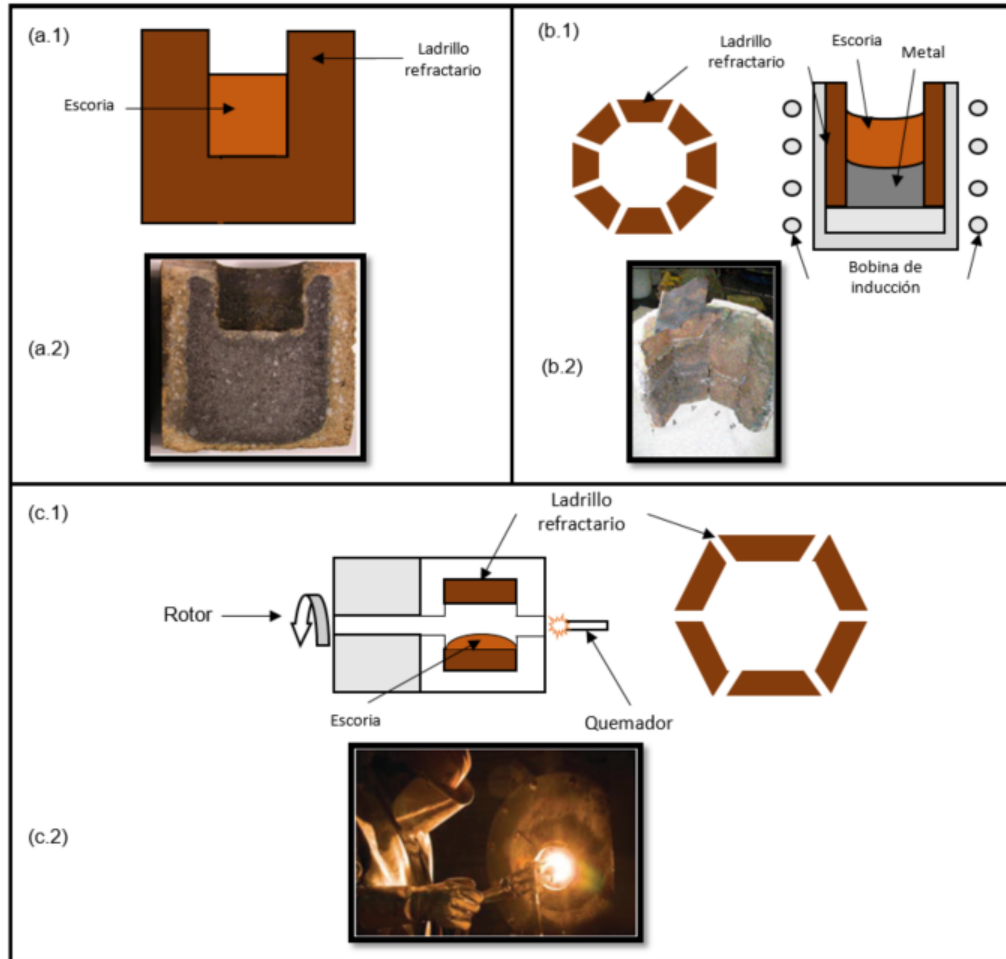 (a.1)
Ladrillo
refractario
Escoria
(a.2)
(b.1)
Escoria
Ladrillo
refractario
Metal
Bobina de
inducción
(b.2)
(c.1)
Ladrillo
refractario
Rotor
Escoria
Quemador
(c.2)